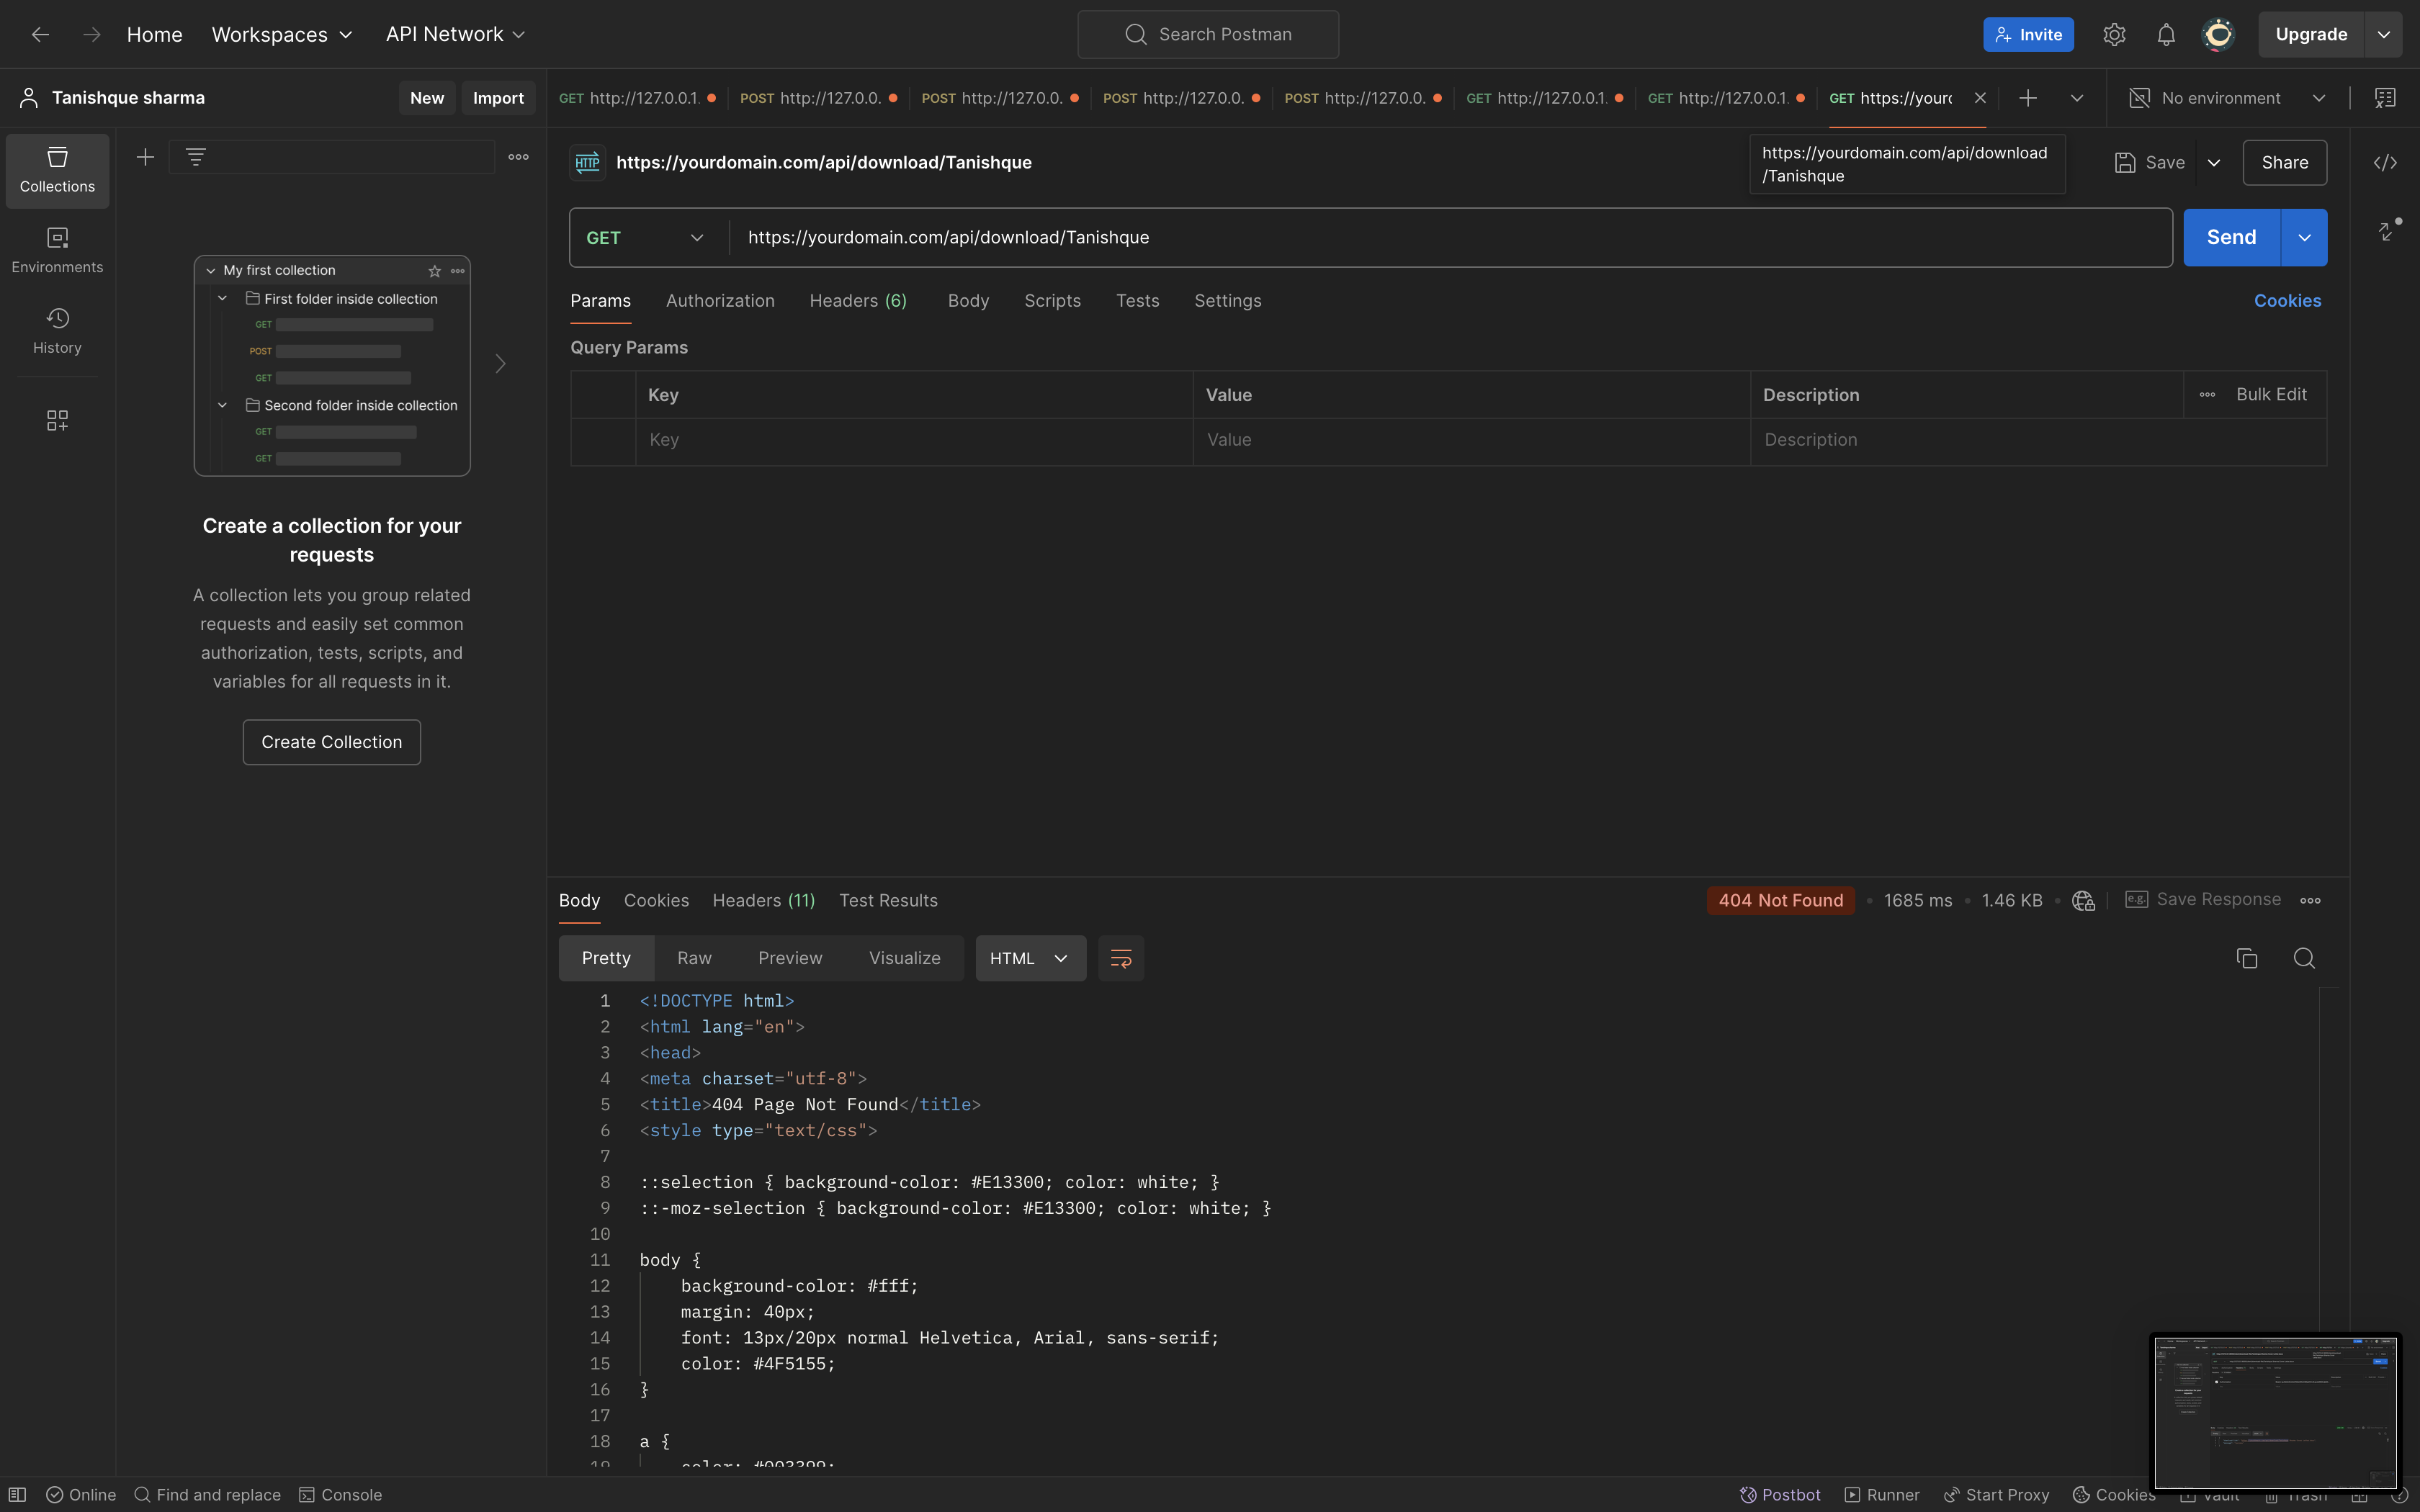 Home Workspaces API Network Search Postman Invite Upgrade
Tanishque sharma New Import
GET http://127.0.0.1. POST http://127.0.0. POST http://127.0.0. POST http://127.0.0. POST http://127.0.0. GET http://127.0.0.1. GET http://127.0.0.1. GET https://yourc No environment
Collections
Environments
History
My first collection
First folder inside collection
GET
POST
GET
Second folder inside collection
GET
GET
Create a collection for your
requests
A collection lets you group related
requests and easily set common
authorization, tests, scripts, and
variables for all requests in it.
Create Collection
HTTP https://yourdomain.com/api/download/Tanishque
https://yourdomain.com/api/download
/Tanishque
Save Share
GET https://yourdomain.com/api/download/Tanishque Send
Params Authorization Headers (6) Body Scripts Tests Settings Cookies
Query Params
Key Value Description Bulk Edit
Key Value Description
Body Cookies Headers (11) Test Results 404 Not Found 1685 ms 1.46 KB e.g. Save Response
Pretty Raw Preview Visualize HTML
1 <!DOCTYPE html>
2 <html lang="en">
3 <head>
4 <meta charset="utf-8">
5 <title>404 Page Not Found</title>
6 <style type="text/css">
7
8 ::selection { background-color: #E13300; color: white; }
9 ::-moz-selection { background-color: #E13300; color: white; }
10
11 body {
12 background-color: #fff;
13 margin: 40px;
14 font: 13px/20px normal Helvetica, Arial, sans-serif;
15 color: #4F5155;
16 }
17
18 a {
19 color: #003399;
Online Find and replace Console Postbot Runner Start Proxy Cookies Vault Trash